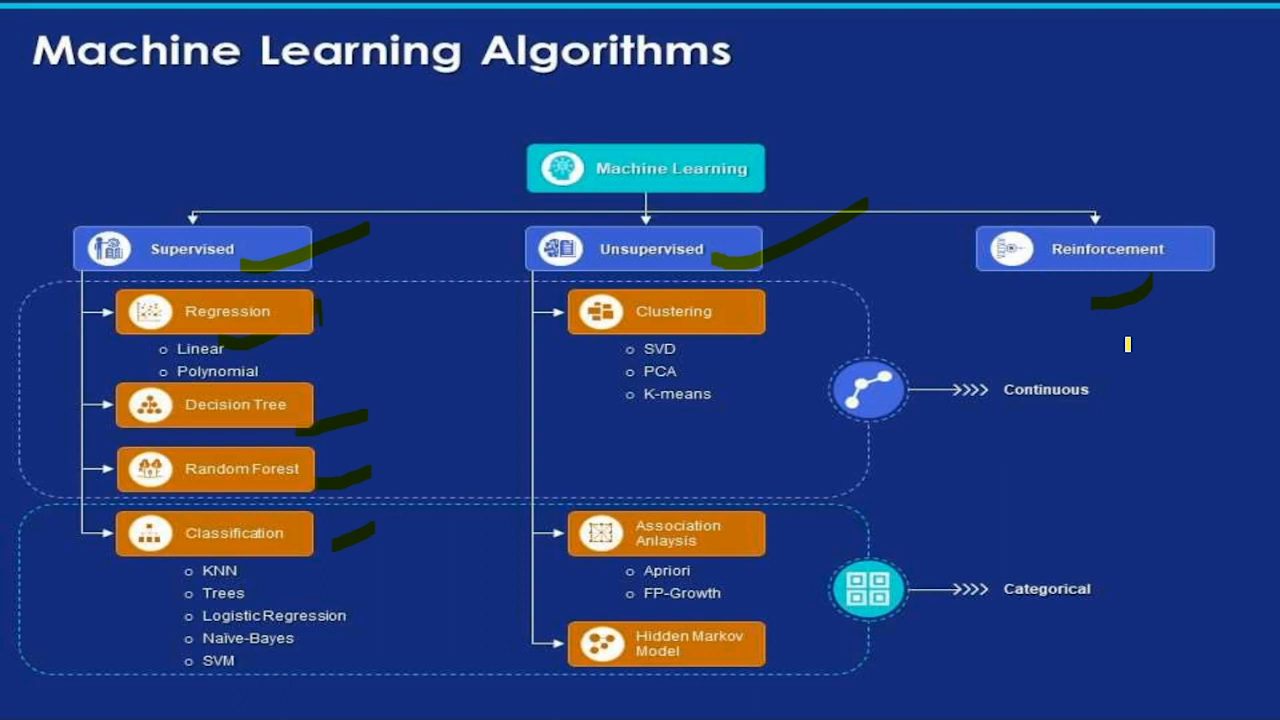 Machine Learning Algorithms
Machine Learning
Supervised
Unsupervised
Reinforcement
Regression
o Linear
o Polynomial
Decision Tree
Random Forest
Classification
o KNN
o Trees
o Logistic Regression
o Naïve-Bayes
o SVM
Clustering
o SVD
o PCA
o K-means
Association
Anlaysis
o Apriori
o FP-Growth
Hidden Markov
Model
Continuous
Categorical